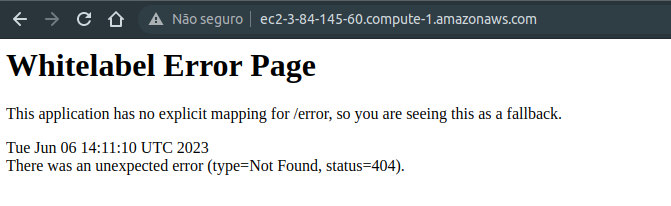 Não seguro
ec2-3-84-145-60.compute-1.amazonaws.com
Whitelabel Error Page
This application has no explicit mapping for /error, so you are seeing this as a fallback.
Tue Jun 06 14:11:10 UTC 2023
There was an unexpected error (type=Not Found, status=404).